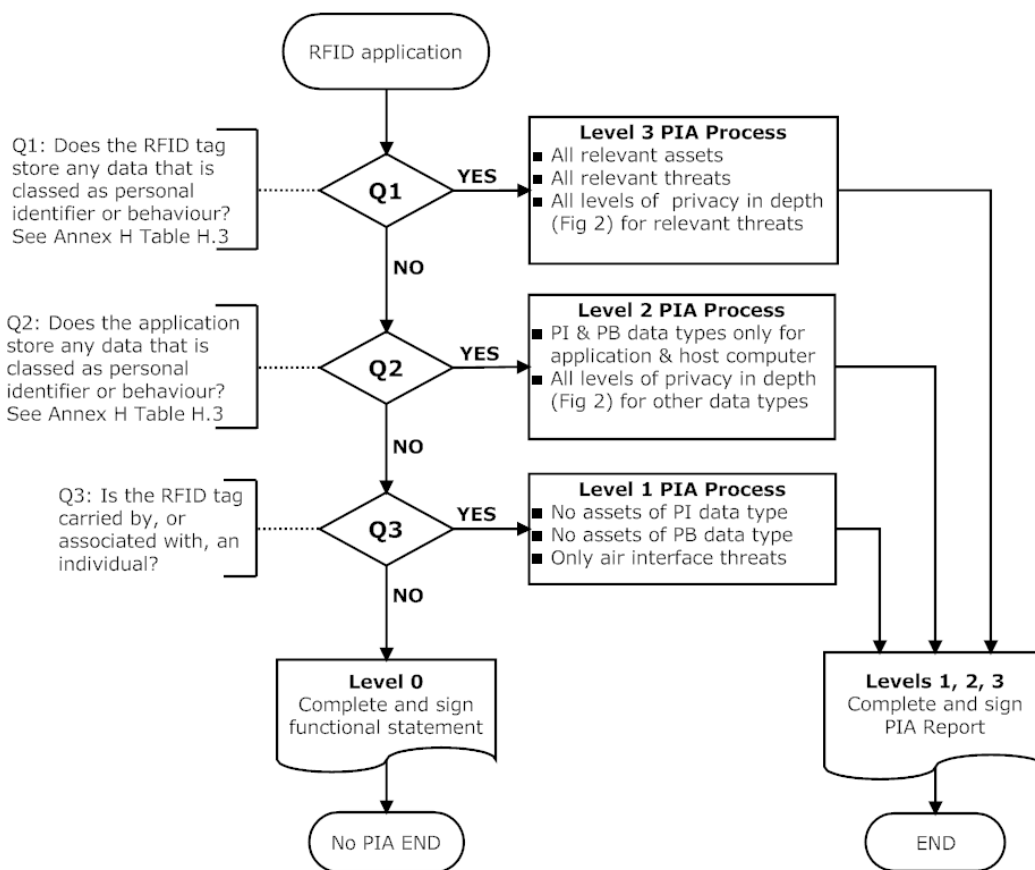 RFID application
Q1: Does the RFID tag
store any data that is
classed as personal
identifier or behaviour?
See Annex H Table H.3
Q1
YES
NO
Level 3 PIA Process
■ All relevant assets
■ All relevant threats
■ All levels of privacy in depth
(Fig 2) for relevant threats
Q2: Does the application
store any data that is
classed as personal
identifier or behaviour?
See Annex H Table H.3
Q2
YES
NO
Level 2 PIA Process
■ PI & PB data types only for
application & host computer
■ All levels of privacy in depth
(Fig 2) for other data types
Q3: Is the RFID tag
carried by, or
associated with, an
individual?
Q3
YES
NO
Level 1 PIA Process
■ No assets of PI data type
■ No assets of PB data type
■ Only air interface threats
Level 0
Complete and sign
functional statement
Levels 1, 2, 3
Complete and sign
PIA Report
No PIA END
END